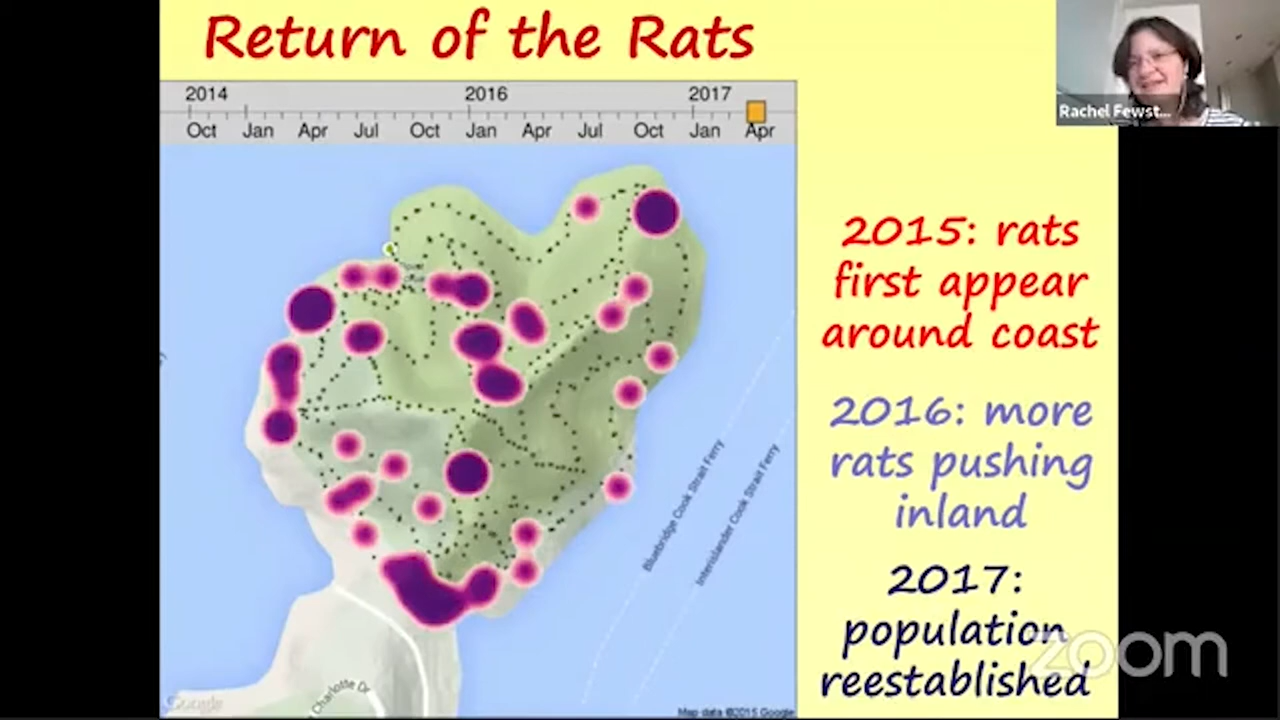 Return of the Rats
Rachel Fewst...
2014 2016 2017
Oct Jan Apr Jul Oct Jan Apr Jul Oct Jan Apr
2015: rats
first appear
around coast
2016: more
rats pushing
inland
2017:
population
reestablished
Bluebridge Cook Strait Ferry
Interislander Cook Strait Ferry
Charlotte Dr
Google
Map data ©2015 Google
zoom